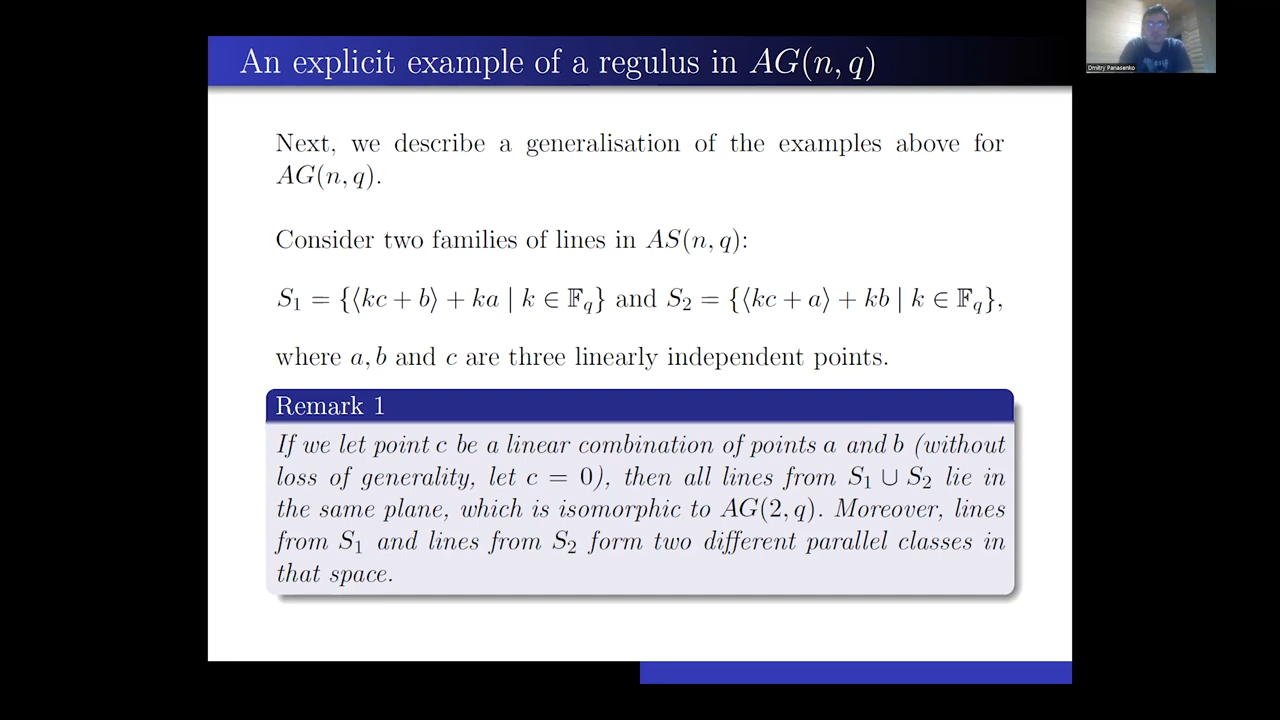 An explicit example of a regulus in AG(n, q)
Dmitry Panasenko
Next, we describe a generalisation of the examples above for
AG(n, q).
Consider two families of lines in AS(n, q):
S₁ = {⟨kc + b⟩ + ka | k ∈ 𝔽_q} and S₂ = {⟨kc + a⟩ + kb | k ∈ 𝔽_q},
where a, b and c are three linearly independent points.
Remark 1
If we let point c be a linear combination of points a and b (without
loss of generality, let c = 0), then all lines from S₁ ∪ S₂ lie in
the same plane, which is isomorphic to AG(2, q). Moreover, lines
from S₁ and lines from S₂ form two different parallel classes in
that space.